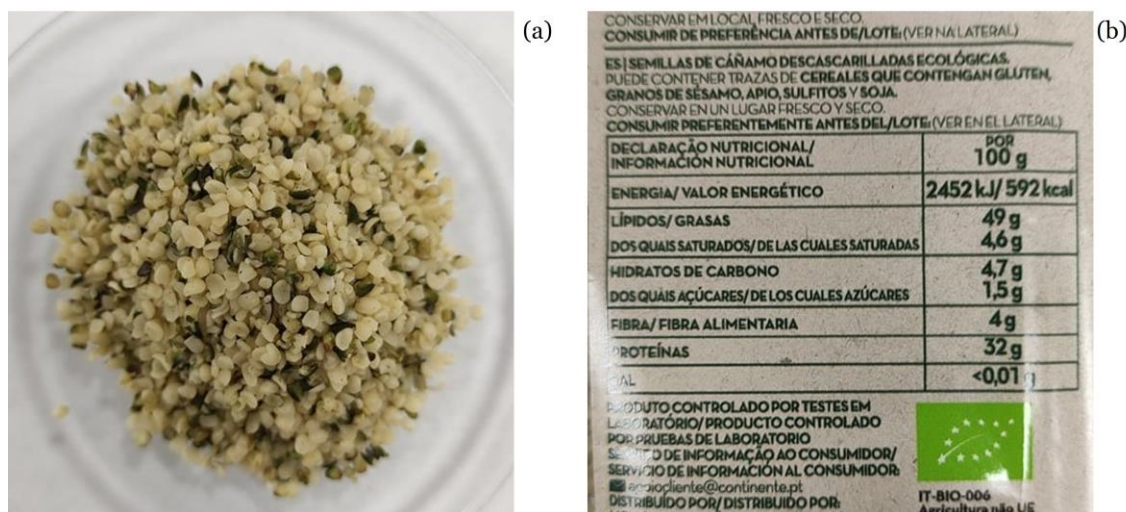 (a)
(b)
CONSERVAR EM LOCAL FRESCO E SECO.
CONSUMIR DE PREFERÊNCIA ANTES DE/LOTE: (VER NA LATERAL)
ES | SEMILLAS DE CÁÑAMO DESCASCARILLADAS ECOLÓGICAS.
PUEDE CONTENER TRAZAS DE CEREALES QUE CONTENGAN GLUTEN,
GRANOS DE SÉSAMO, APIO, SULFITOS Y SOJA.
CONSERVAR EN UN LUGAR FRESCO Y SECO.
CONSUMIR PREFERENTEMENTE ANTES DEL/LOTE: (VER EN EL LATERAL)
DECLARAÇÃO NUTRICIONAL/
INFORMACIÓN NUTRICIONAL
POR
100 g
ENERGIA/ VALOR ENERGÉTICO 2452 kJ/ 592 kcal
LÍPIDOS/ GRASAS 49 g
DOS QUAIS SATURADOS/ DE LAS CUALES SATURADAS 4,6 g
HIDRATOS DE CARBONO 4,7 g
DOS QUAIS AÇÚCARES/ DE LOS CUALES AZÚCARES 1,5 g
FIBRA/ FIBRA ALIMENTARIA 4 g
PROTEÍNAS 32 g
SAL <0,01 g
PRODUTO CONTROLADO POR TESTES EM
LABORATÓRIO/ PRODUCTO CONTROLADO
POR PRUEBAS DE LABORATORIO
DE INFORMAÇÃO AO CONSUMIDOR/
SERVICIO DE INFORMACIÓN AL CONSUMIDOR:
DISTRIBUÍDO POR/ DISTRIBUIDO POR:
IT-BIO-006
Agricultura não UE